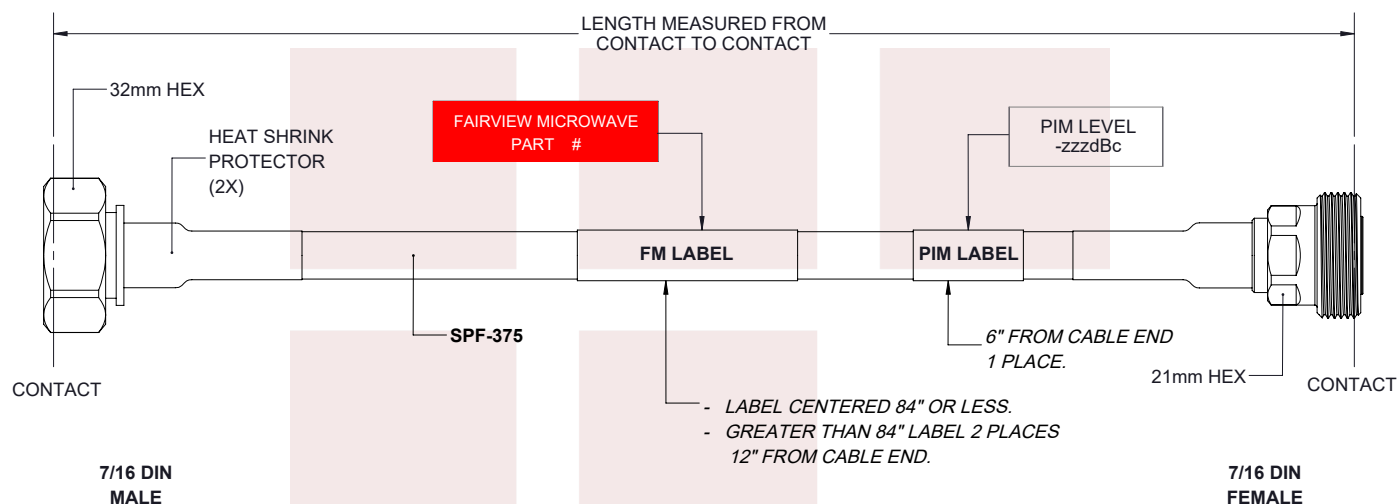 LENGTH MEASURED FROM
CONTACT TO CONTACT
32mm HEX
HEAT SHRINK
PROTECTOR
(2X)
FAIRVIEW MICROWAVE
PART #
PIM LEVEL
-zzzdBc
FM LABEL
PIM LABEL
SPF-375
6" FROM CABLE END
1 PLACE.
21mm HEX
CONTACT
CONTACT
- LABEL CENTERED 84" OR LESS.
- GREATER THAN 84" LABEL 2 PLACES
12" FROM CABLE END.
7/16 DIN
MALE
7/16 DIN
FEMALE